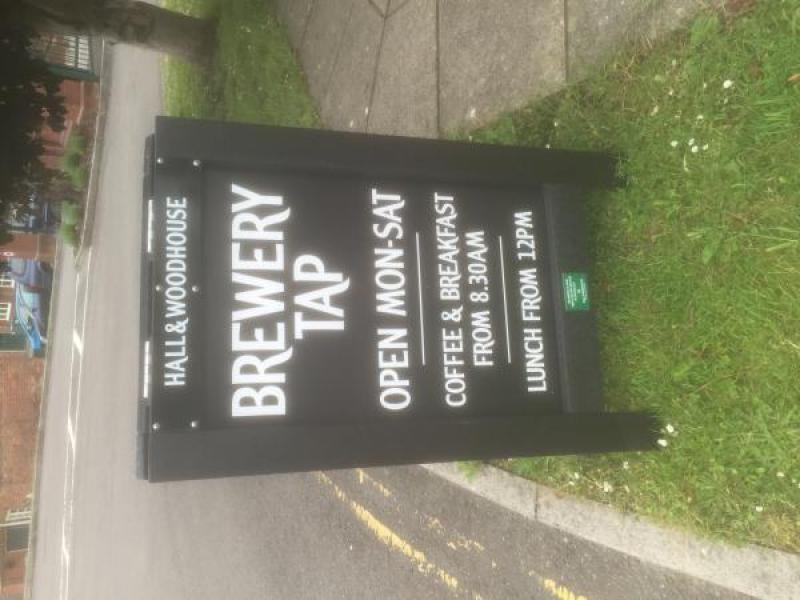 HALL & WOODHOUSE
BREWERY
TAP
OPEN MON-SAT
COFFEE & BREAKFAST
FROM 8.30AM
LUNCH FROM 12PM